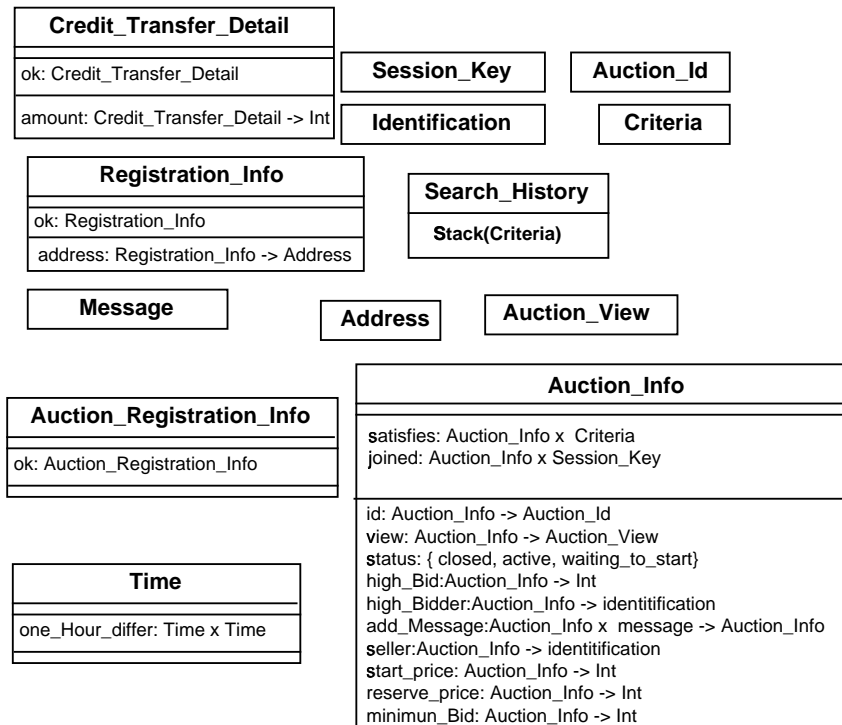 Credit_Transfer_Detail
ok: Credit_Transfer_Detail
amount: Credit_Transfer_Detail -> Int
Session_Key
Auction_Id
Identification
Criteria
Registration_Info
ok: Registration_Info
address: Registration_Info -> Address
Search_History
Stack(Criteria)
Message
Address
Auction_View
Auction_Registration_Info
ok: Auction_Registration_Info
Time
one_Hour_differ: Time x Time
Auction_Info
satisfies: Auction_Info x Criteria
joined: Auction_Info x Session_Key
id: Auction_Info -> Auction_Id
view: Auction_Info -> Auction_View
status: { closed, active, waiting_to_start}
high_Bid:Auction_Info -> Int
high_Bidder:Auction_Info -> identitification
add_Message:Auction_Info x message -> Auction_Info
seller:Auction_Info -> identitification
start_price: Auction_Info -> Int
reserve_price: Auction_Info -> Int
minimun_Bid: Auction_Info -> Int